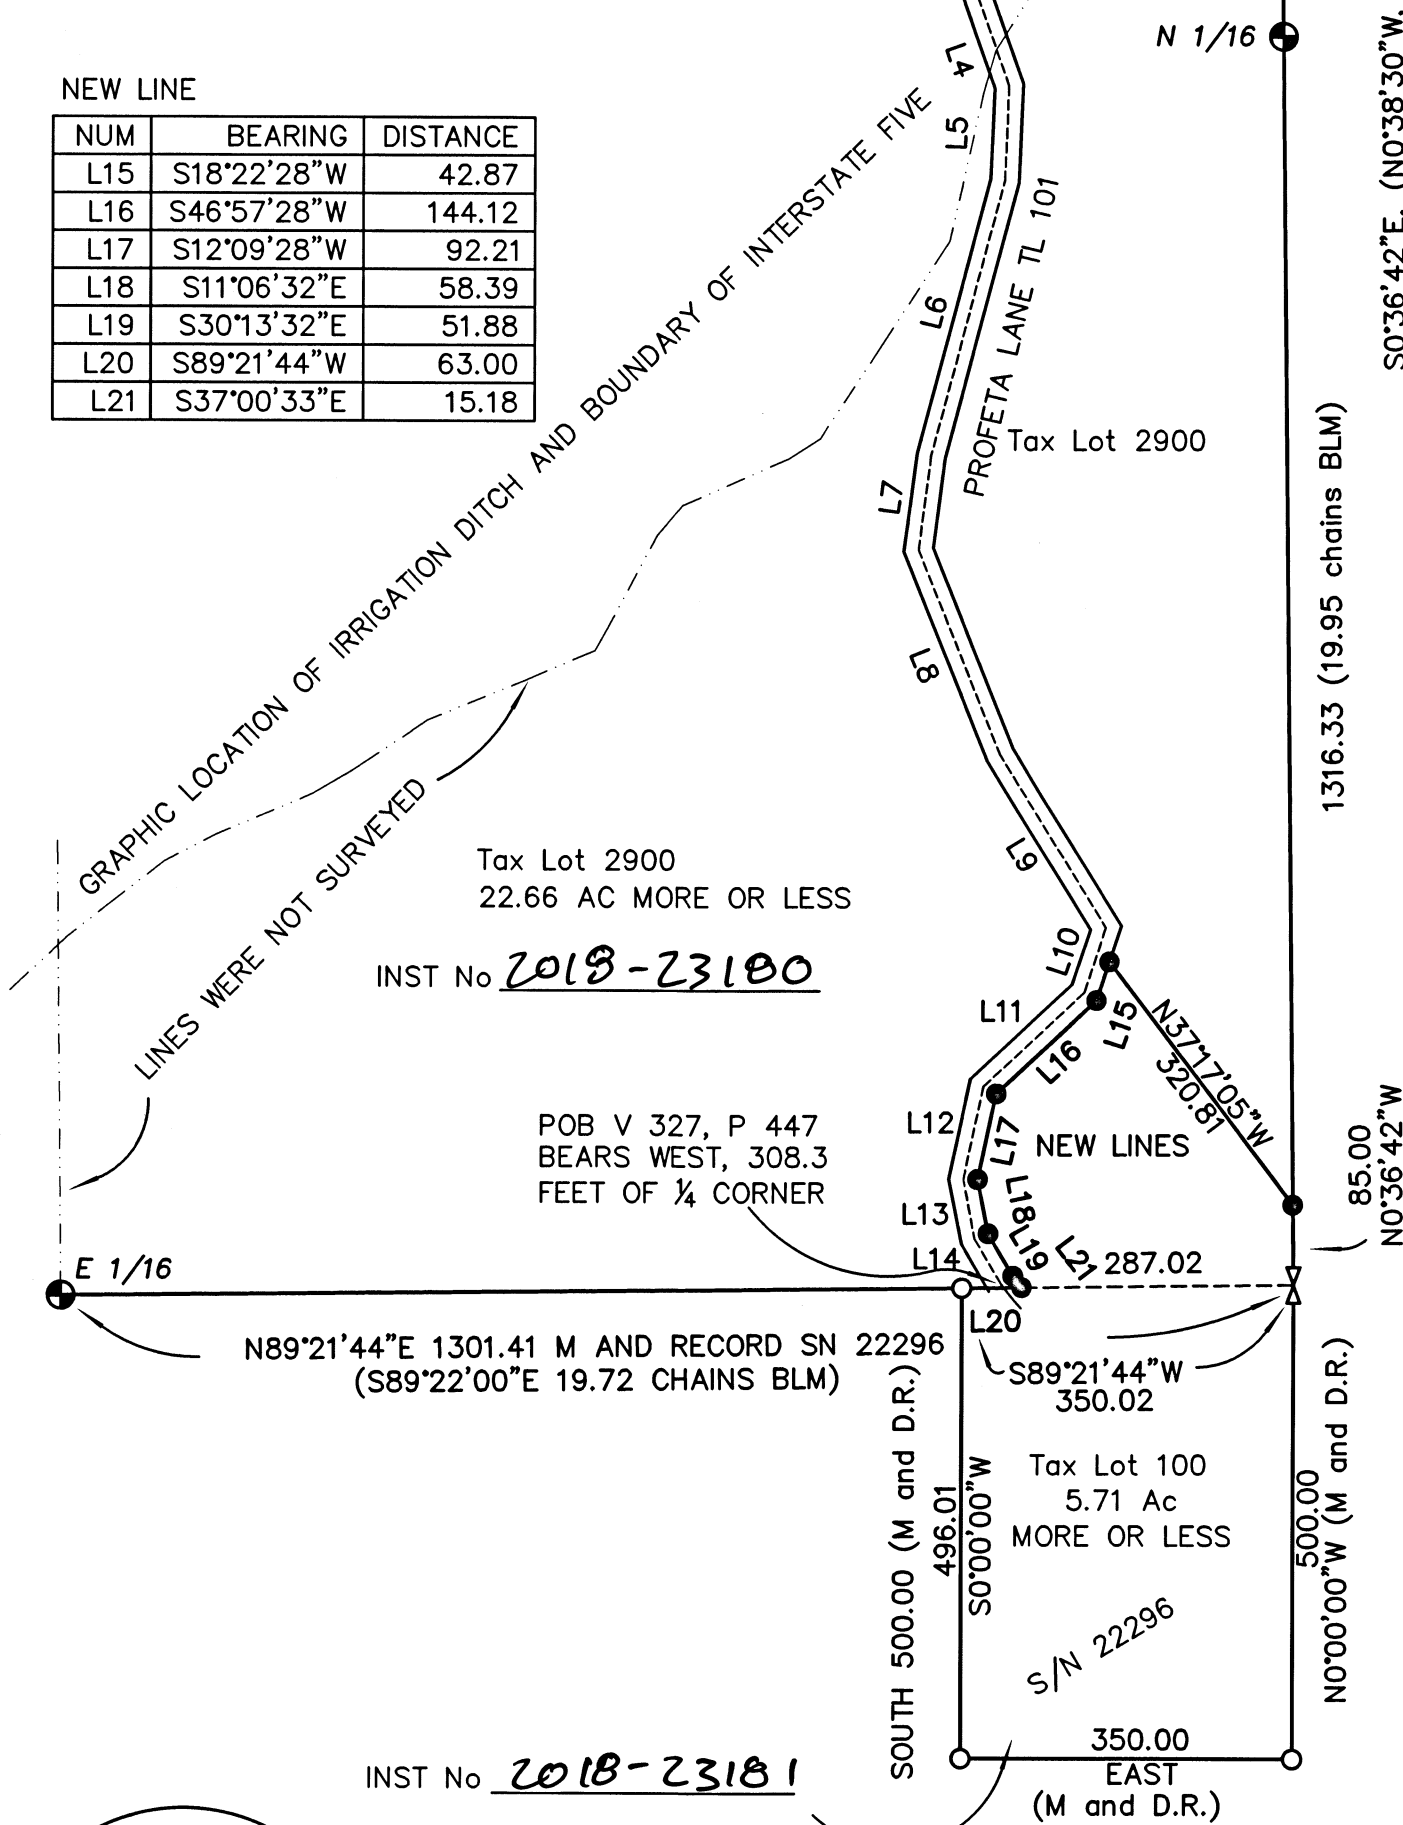 N 1/16
S0°36'42"E, (N0°38'30"W,
NEW LINE
NUM BEARING DISTANCE
L15 S18°22'28"W 42.87
L16 S46°57'28"W 144.12
L17 S12°09'28"W 92.21
L18 S11°06'32"E 58.39
L19 S30°13'32"E 51.88
L20 S89°21'44"W 63.00
L21 S37°00'33"E 15.18
L4
L5
L6
L7
L8
L9
L10
L11
L12
L13
L14
GRAPHIC LOCATION OF IRRIGATION DITCH AND BOUNDARY OF INTERSTATE FIVE
LINES WERE NOT SURVEYED
PROFETA LANE TL 101
Tax Lot 2900
1316.33 (19.95 chains BLM)
Tax Lot 2900
22.66 AC MORE OR LESS
INST No 2018-23180
L15
L16
L17
L18
L19
L21
N37°17'05"W
320.81
NEW LINES
POB V 327, P 447
BEARS WEST, 308.3
FEET OF ¼ CORNER
85.00
N0°36'42"W
287.02
E 1/16
L20
N89°21'44"E 1301.41 M AND RECORD SN 22296
(S89°22'00"E 19.72 CHAINS BLM)
S89°21'44"W
350.02
SOUTH 500.00 (M and D.R.)
496.01
S0°00'00"W
Tax Lot 100
5.71 Ac
MORE OR LESS
500.00
N0°00'00"W (M and D.R.)
S/N 22296
350.00
EAST
(M and D.R.)
INST No 2018-23181